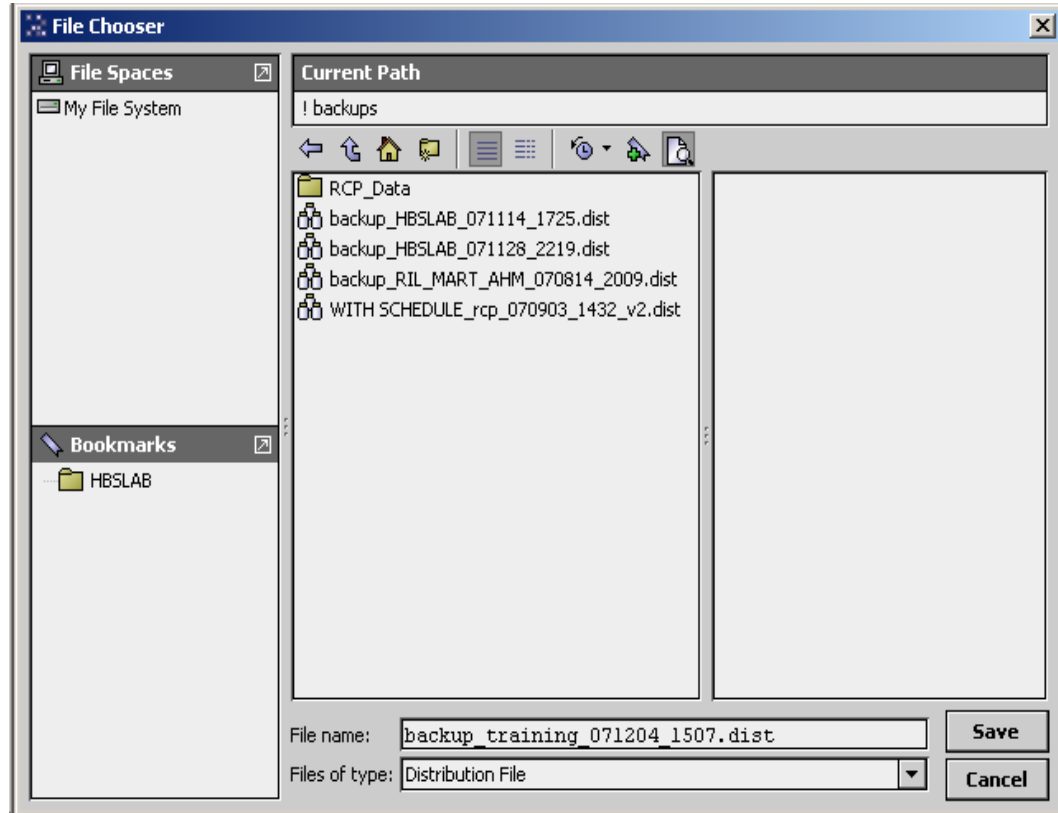 File Chooser
File Spaces
My File System
Bookmarks
HBSLAB
Current Path
! backups
RCP_Data
backup_HBSLAB_071114_1725.dist
backup_HBSLAB_071128_2219.dist
backup_RIL_MART_AHM_070814_2009.dist
WITH SCHEDULE_rcp_070903_1432_v2.dist
File name: backup_training_071204_1507.dist
Save
Files of type: Distribution File
Cancel